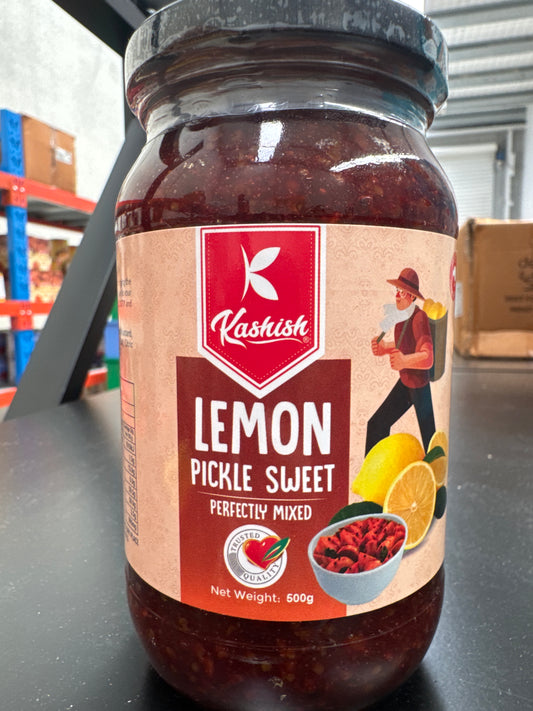 Kashish®
LEMON
PICKLE SWEET
PERFECTLY MIXED
TRUSTED
QUALITY
Net Weight: 500g